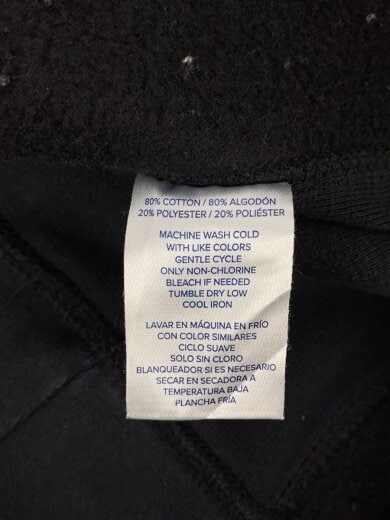 80% COTTON / 80% ALGODÓN
20% POLYESTER / 20% POLIÉSTER
MACHINE WASH COLD
WITH LIKE COLORS
GENTLE CYCLE
ONLY NON-CHLORINE
BLEACH IF NEEDED
TUMBLE DRY LOW
COOL IRON
LAVAR EN MÁQUINA EN FRÍO
CON COLOR SIMILARES
CICLO SUAVE
SOLO SIN CLORO
BLANQUEADOR SI ES NECESARIO
SECAR EN SECADORA A
TEMPERATURA BAJA
PLANCHA FRÍA